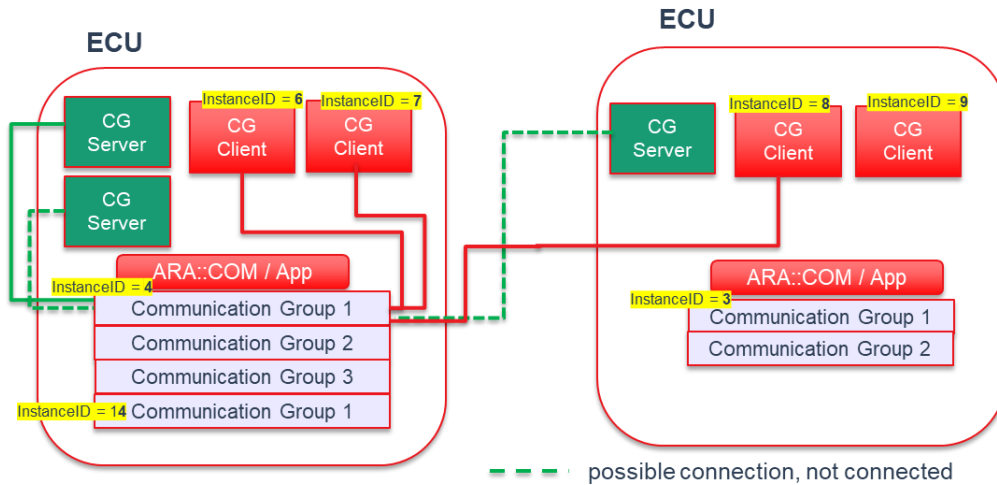 ECU
ECU
InstanceID = 6
InstanceID = 7
InstanceID = 8
InstanceID = 9
CG
Server
CG
Client
CG
Client
CG
Server
CG
Client
CG
Client
CG
Server
ARA::COM / App
ARA::COM / App
InstanceID = 4
InstanceID = 3
Communication Group 1
Communication Group 1
Communication Group 2
Communication Group 2
Communication Group 3
InstanceID = 14
Communication Group 1
possible connection, not connected